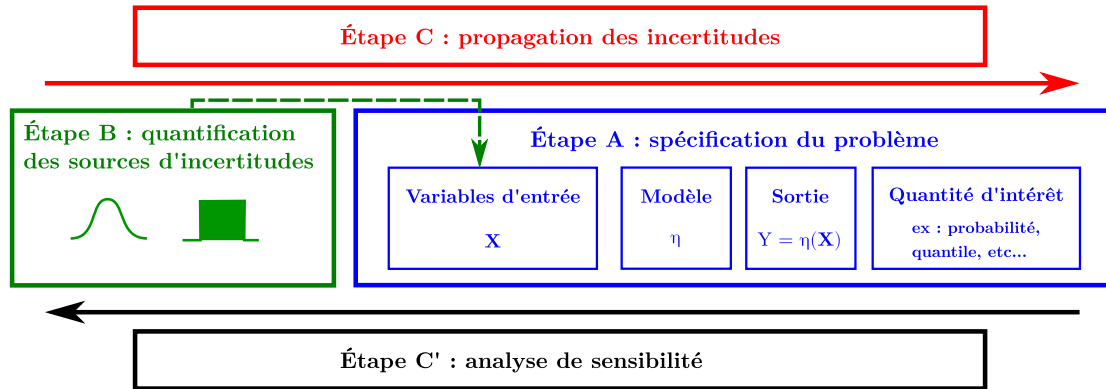 Étape C : propagation des incertitudes
Étape B : quantification
des sources d'incertitudes
Étape A : spécification du problème
Variables d'entrée
X
Modèle
η
Sortie
Y = η(X)
Quantité d'intérêt
ex : probabilité,
quantile, etc...
Étape C' : analyse de sensibilité